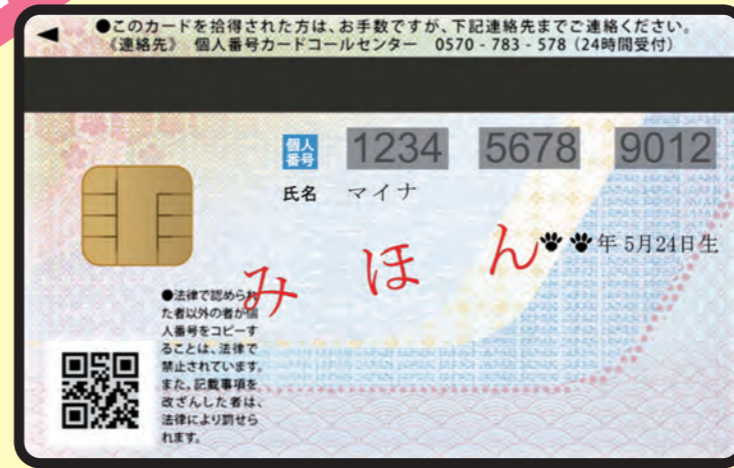 ●このカードを拾得された方は、お手数ですが、下記連絡先までご連絡ください。
《連絡先》 個人番号カードコールセンター 0570 - 783 - 578（24時間受付）
個人番号 1234 5678 9012
氏名 マイナ
年 5月24日生
みほん
●法律で認められ
た者以外の者が個
人番号をコピーす
ることは、法律で
禁止されています。
また、記載事項を
改ざんした者は、
法律により罰せら
れます。